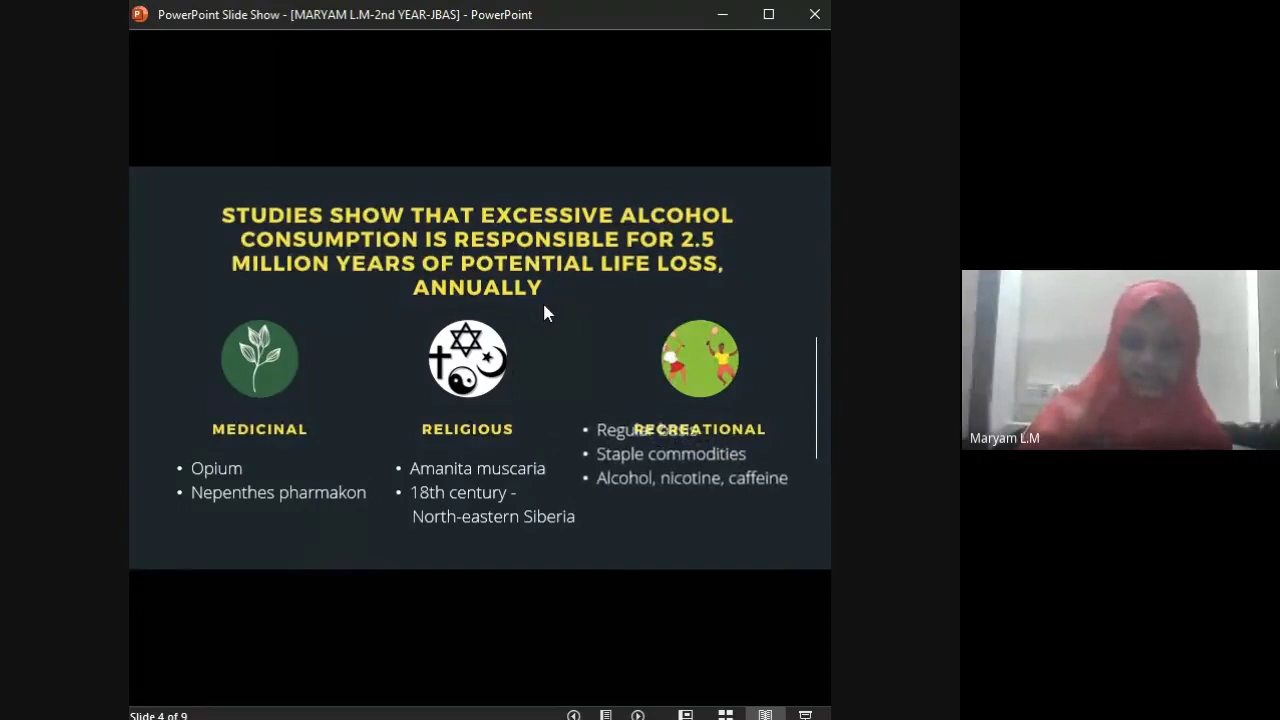 PowerPoint Slide Show - [MARYAM L.M-2nd YEAR-JBAS] - PowerPoint
STUDIES SHOW THAT EXCESSIVE ALCOHOL
CONSUMPTION IS RESPONSIBLE FOR 2.5
MILLION YEARS OF POTENTIAL LIFE LOSS,
ANNUALLY
MEDICINAL
• Opium
• Nepenthes pharmakon
RELIGIOUS
• Amanita muscaria
• 18th century -
North-eastern Siberia
RECREATIONAL
• Regular
• Staple commodities
• Alcohol, nicotine, caffeine
Maryam L.M
Slide 4 of 9